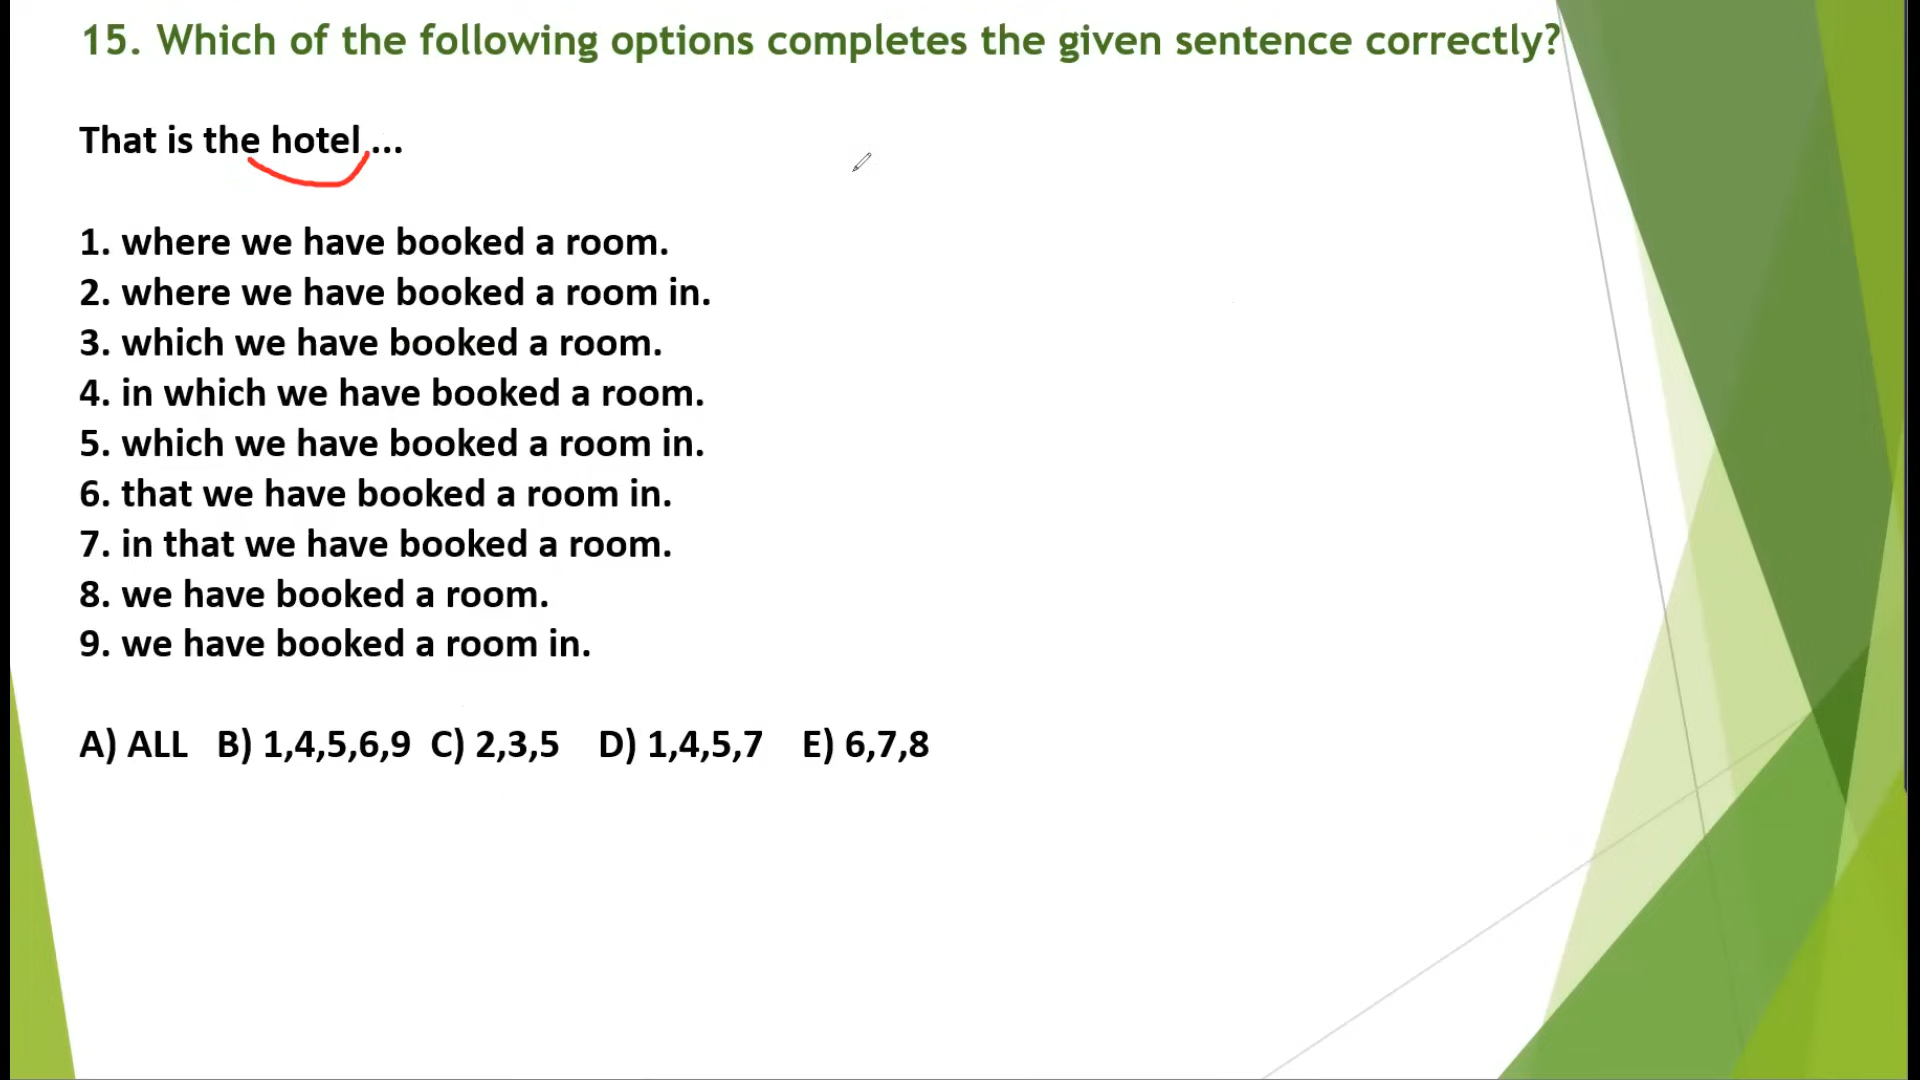 15. Which of the following options completes the given sentence correctly?
That is the hotel ...
1. where we have booked a room.
2. where we have booked a room in.
3. which we have booked a room.
4. in which we have booked a room.
5. which we have booked a room in.
6. that we have booked a room in.
7. in that we have booked a room.
8. we have booked a room.
9. we have booked a room in.
A) ALL B) 1,4,5,6,9 C) 2,3,5 D) 1,4,5,7 E) 6,7,8